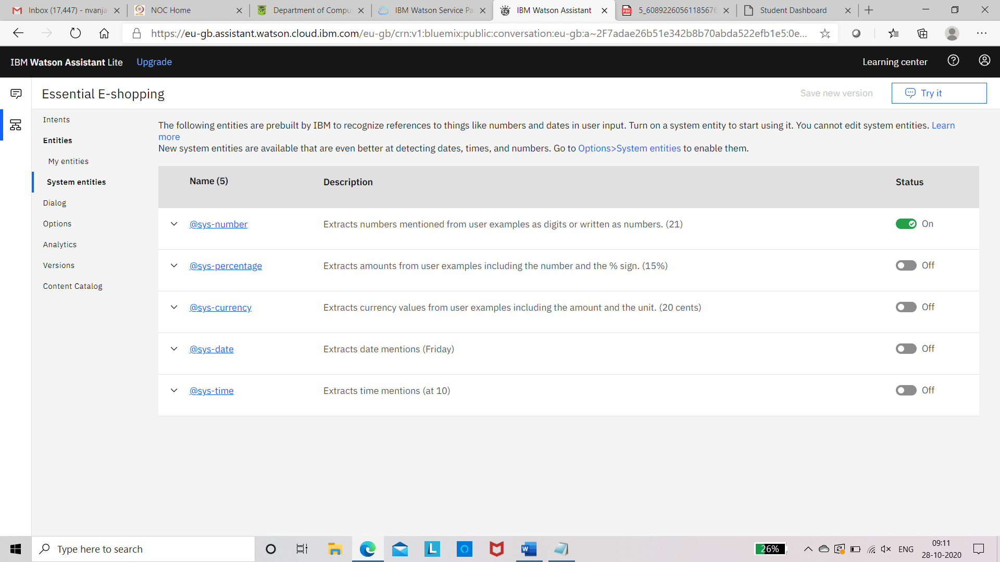 Inbox (17,447) - nvanja
NOC Home
Department of Compu
IBM Watson Service Pa
IBM Watson Assistant
5_60892260561185676
Student Dashboard
https://eu-gb.assistant.watson.cloud.ibm.com/eu-gb/crn:v1:bluemix:public:conversation:eu-gb:a~2F7adae26b51e342b8b70abda522efb1e5:0e...
IBM Watson Assistant Lite Upgrade
Learning center
Essential E-shopping
Save new version
Try it
Intents
Entities
My entities
System entities
Dialog
Options
Analytics
Versions
Content Catalog
The following entities are prebuilt by IBM to recognize references to things like numbers and dates in user input. Turn on a system entity to start using it. You cannot edit system entities. Learn
more
New system entities are available that are even better at detecting dates, times, and numbers. Go to Options>System entities to enable them.
Name (5) Description Status
@sys-number Extracts numbers mentioned from user examples as digits or written as numbers. (21) On
@sys-percentage Extracts amounts from user examples including the number and the % sign. (15%) Off
@sys-currency Extracts currency values from user examples including the amount and the unit. (20 cents) Off
@sys-date Extracts date mentions (Friday) Off
@sys-time Extracts time mentions (at 10) Off
Type here to search
L
W
26%
ENG
09:11
28-10-2020